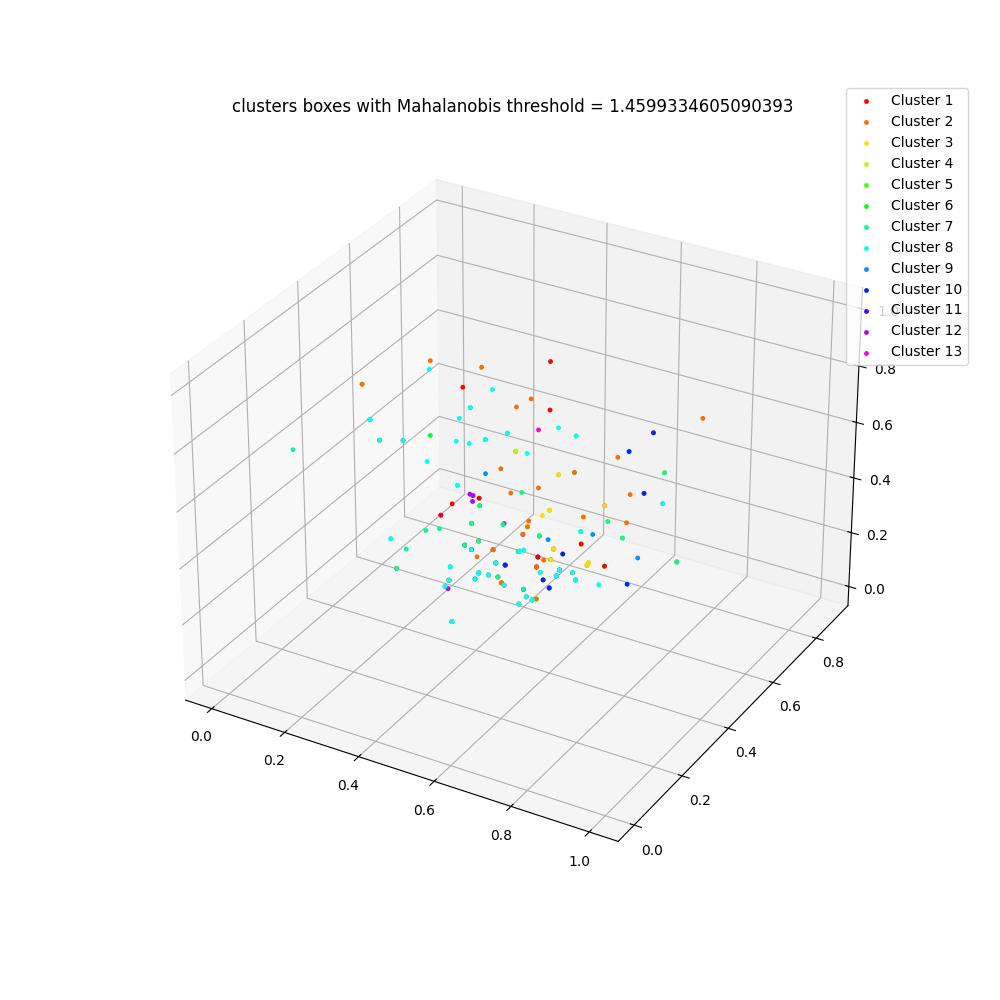 clusters boxes with Mahalanobis threshold = 1.4599334605090393
Cluster 1
Cluster 2
Cluster 3
Cluster 4
Cluster 5
Cluster 6
Cluster 7
Cluster 8
Cluster 9
Cluster 10
Cluster 11
Cluster 12
Cluster 13
1.0
0.8
0.6
0.4
0.2
0.0
0.8
0.6
0.4
0.2
0.0
0.0
0.2
0.4
0.6
0.8
1.0